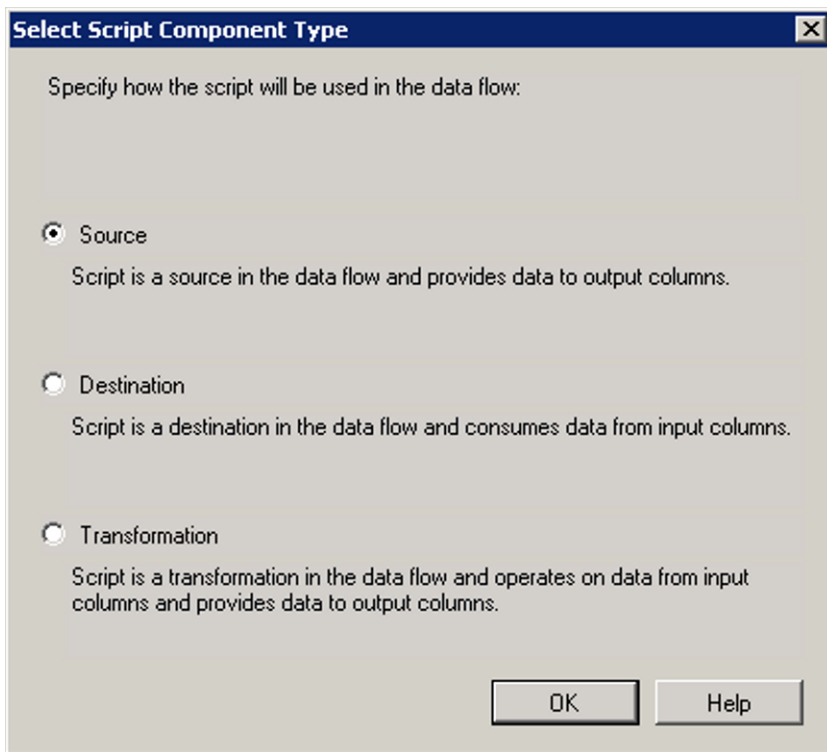 Select Script Component Type
Specify how the script will be used in the data flow:
Source
Script is a source in the data flow and provides data to output columns.
Destination
Script is a destination in the data flow and consumes data from input columns.
Transformation
Script is a transformation in the data flow and operates on data from input
columns and provides data to output columns.
OK Help